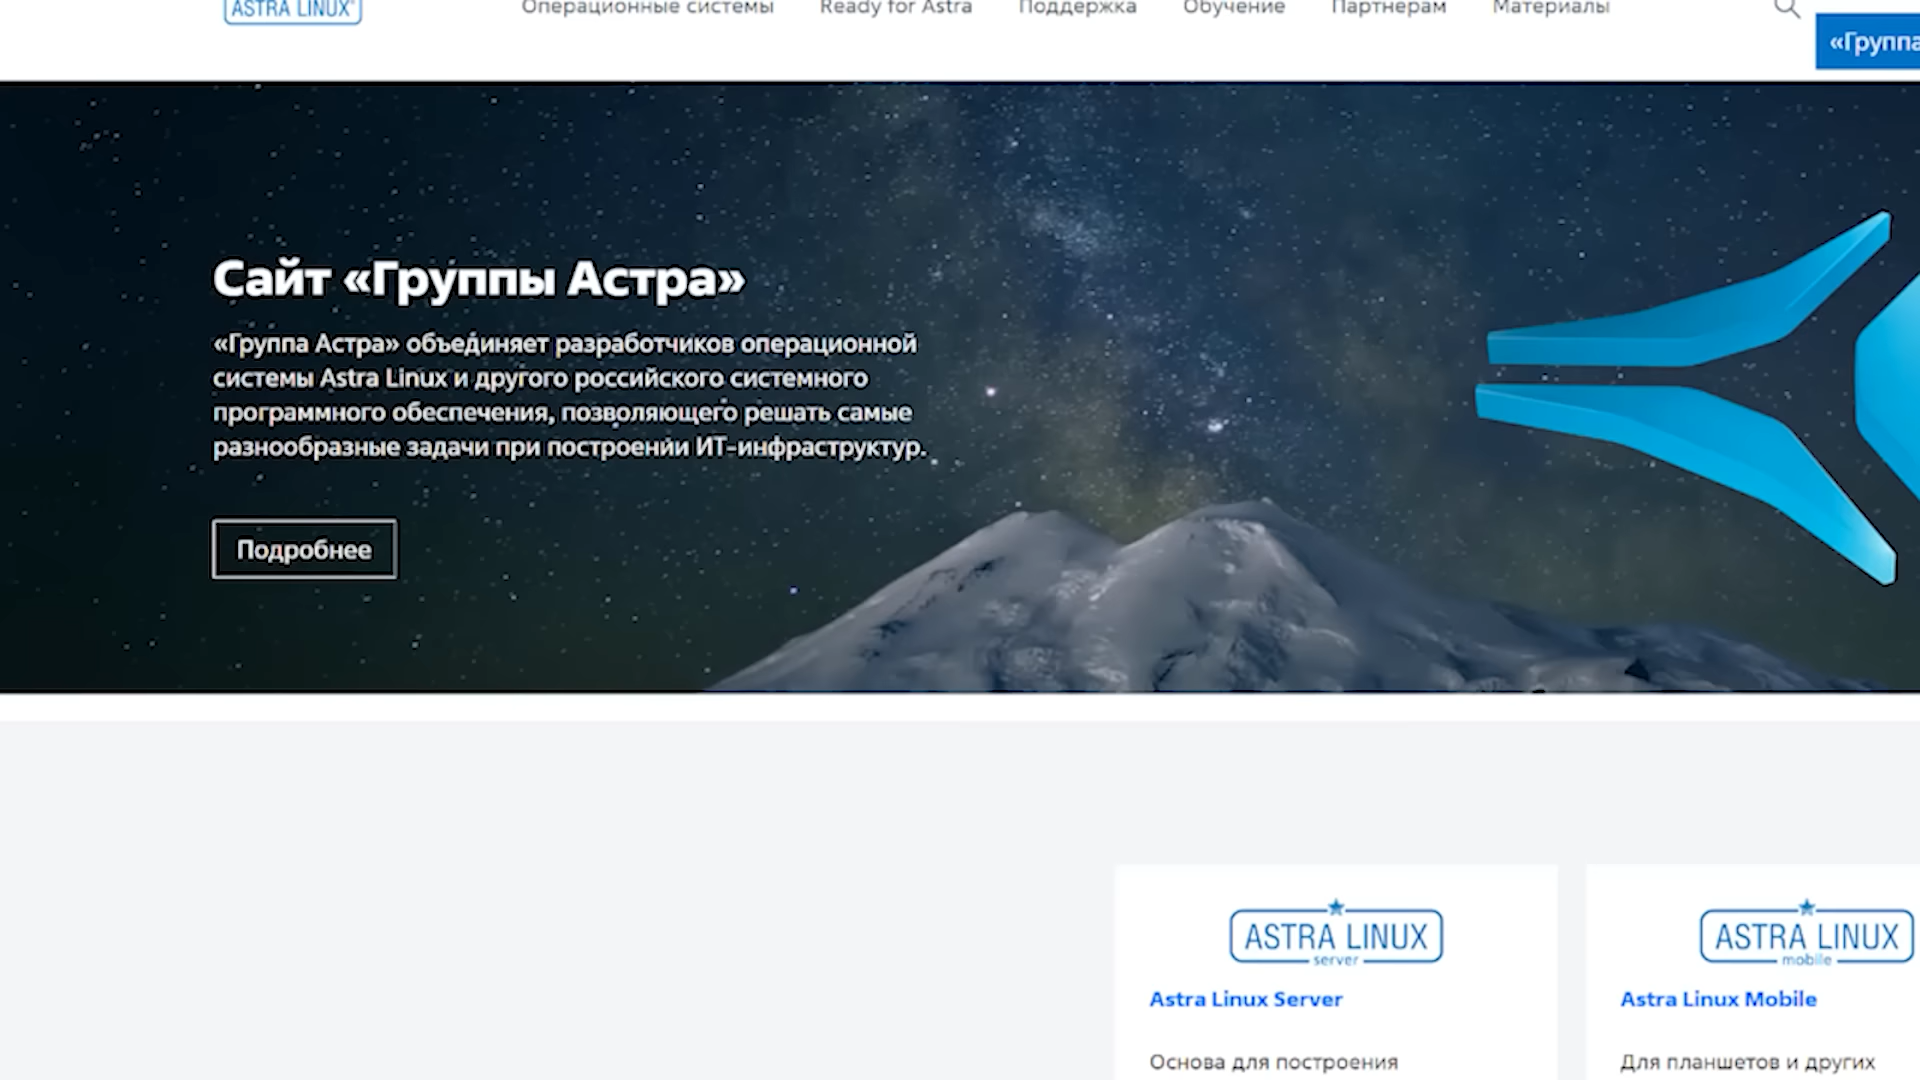 ASTRA LINUX
Операционные системы Ready for Astra Поддержка Обучение Партнерам Материалы
«Группа
Сайт «Группы Астра»
«Группа Астра» объединяет разработчиков операционной
системы Astra Linux и другого российского системного
программного обеспечения, позволяющего решать самые
разнообразные задачи при построении ИТ-инфраструктур.
Подробнее
ASTRA LINUX
server
Astra Linux Server
Основа для построения
ASTRA LINUX
mobile
Astra Linux Mobile
Для планшетов и других